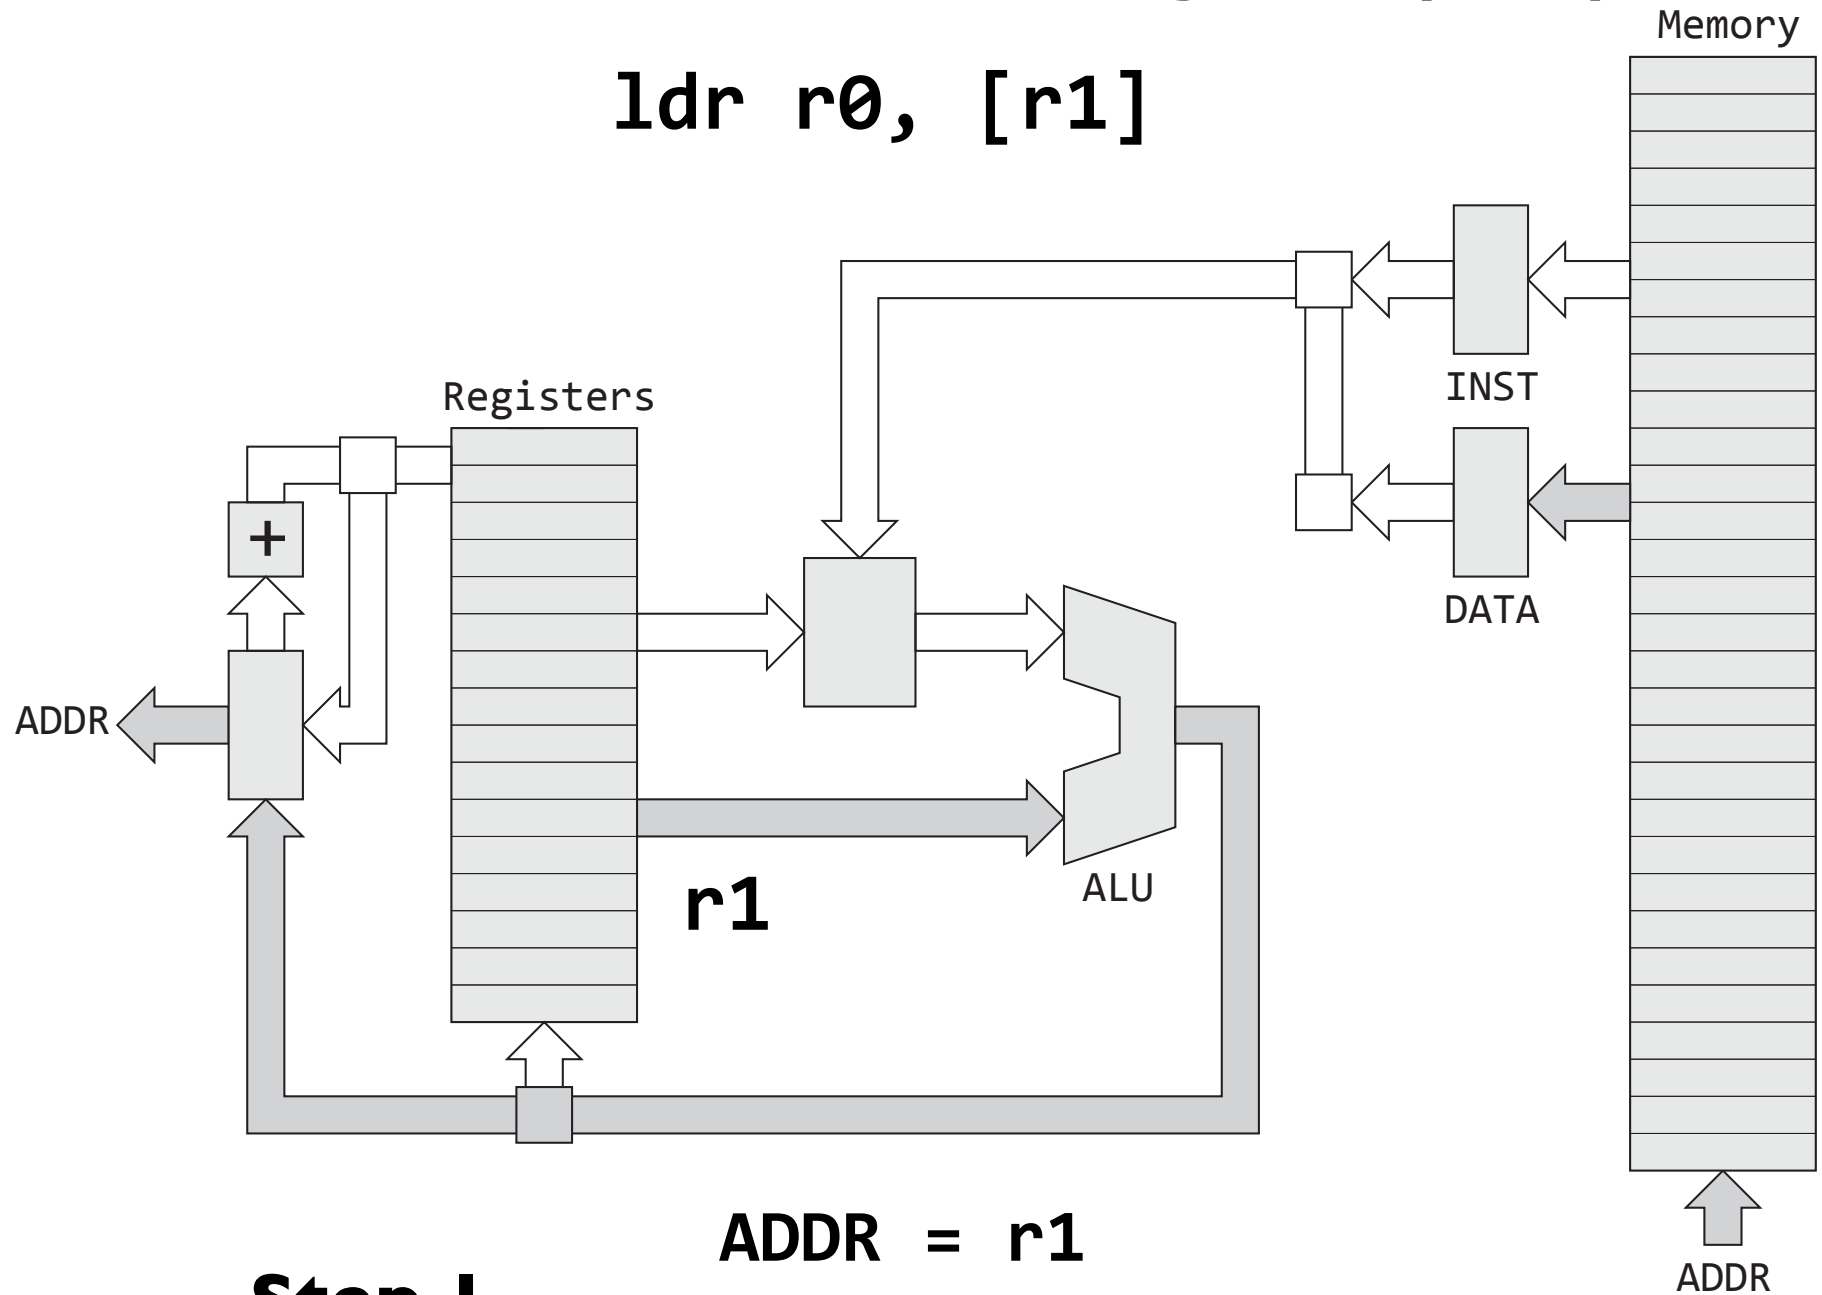 Memory
ldr r0, [r1]
INST
Registers
DATA
+
ADDR
r1
ALU
ADDR = r1
ADDR